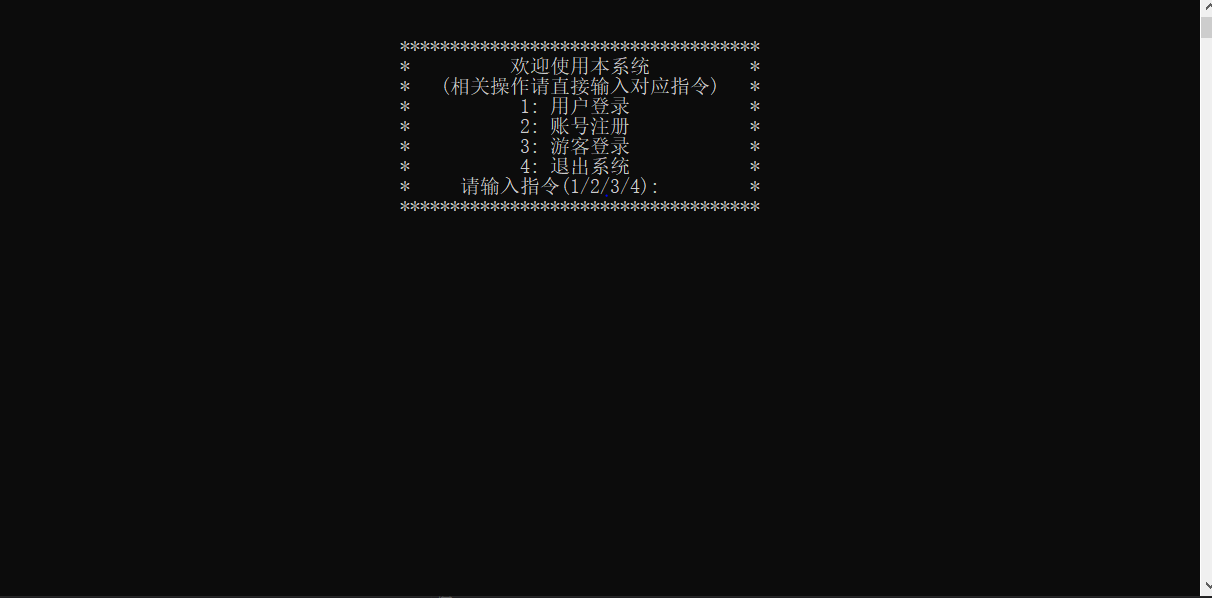 ************************************
* 欢迎使用本系统 *
* (相关操作请直接输入对应指令) *
* 1: 用户登录 *
* 2: 账号注册 *
* 3: 游客登录 *
* 4: 退出系统 *
* 请输入指令(1/2/3/4): *
************************************